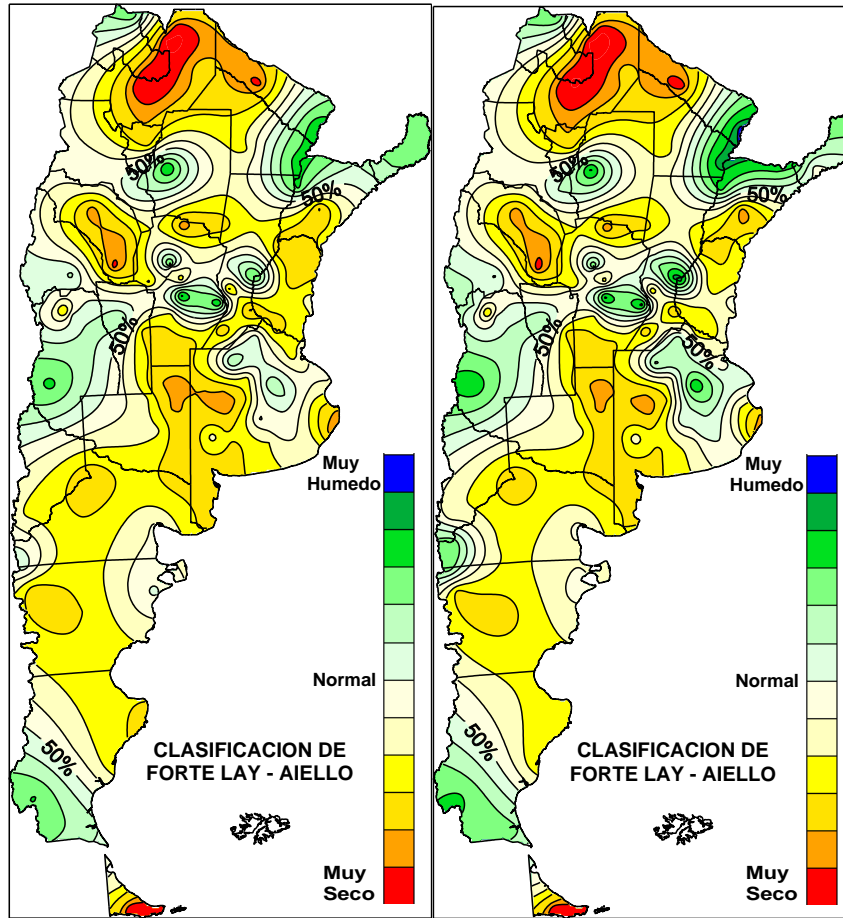 50%
50%
Muy
Humedo
Normal
50%
CLASIFICACION DE
FORTE LAY - AIELLO
Muy
Seco
50%
50%
50%
50%
50%
Muy
Humedo
Normal
50%
CLASIFICACION DE
FORTE LAY - AIELLO
Muy
Seco